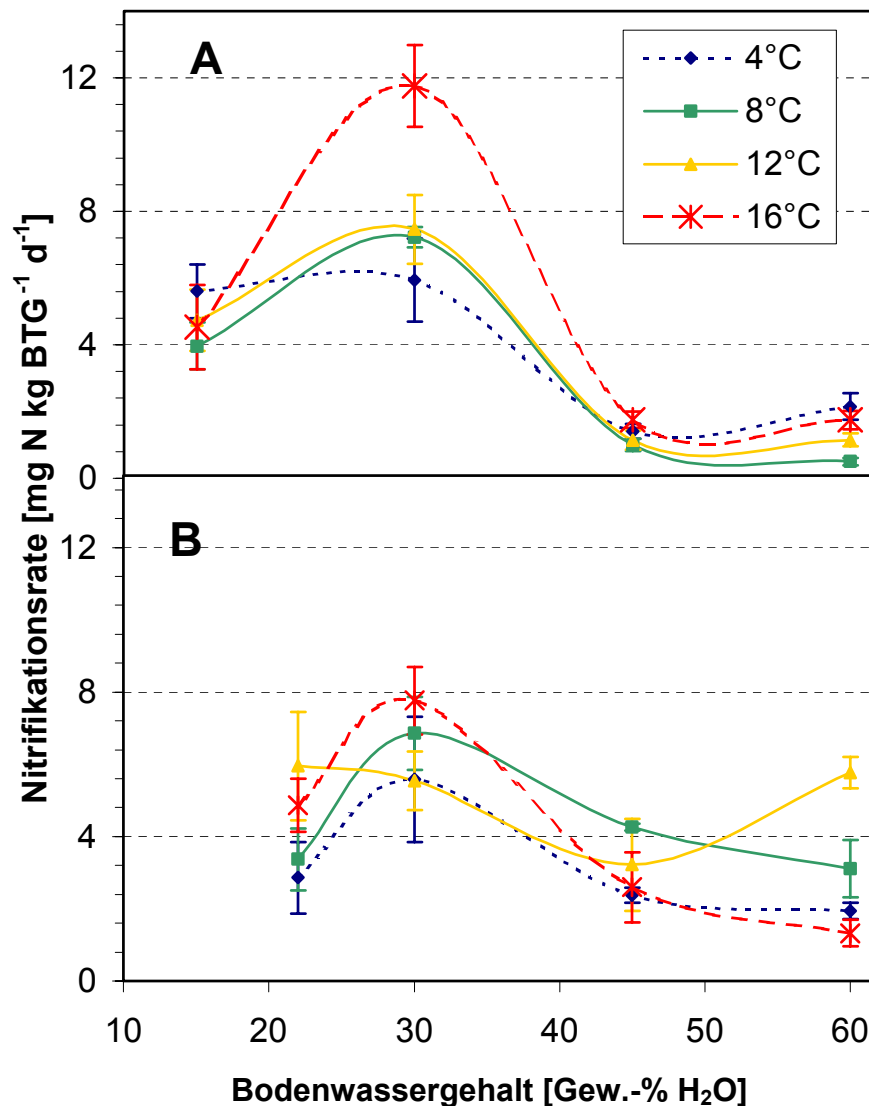 A
12
8
4
0
4°C
8°C
12°C
16°C
Nitrifikationsrate [mg N kg BTG⁻¹ d⁻¹]
B
12
8
4
0
10 20 30 40 50 60
Bodenwassergehalt [Gew.-% H₂O]